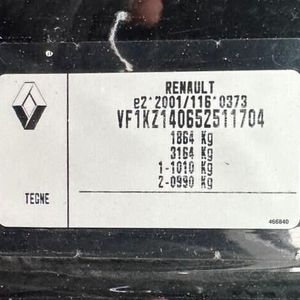 RENAULT
e2*2001/116*0373
VF1KZ140652511704
1864 Kg
3164 Kg
1-1010 Kg
2-0990 Kg
TEGNE
466840